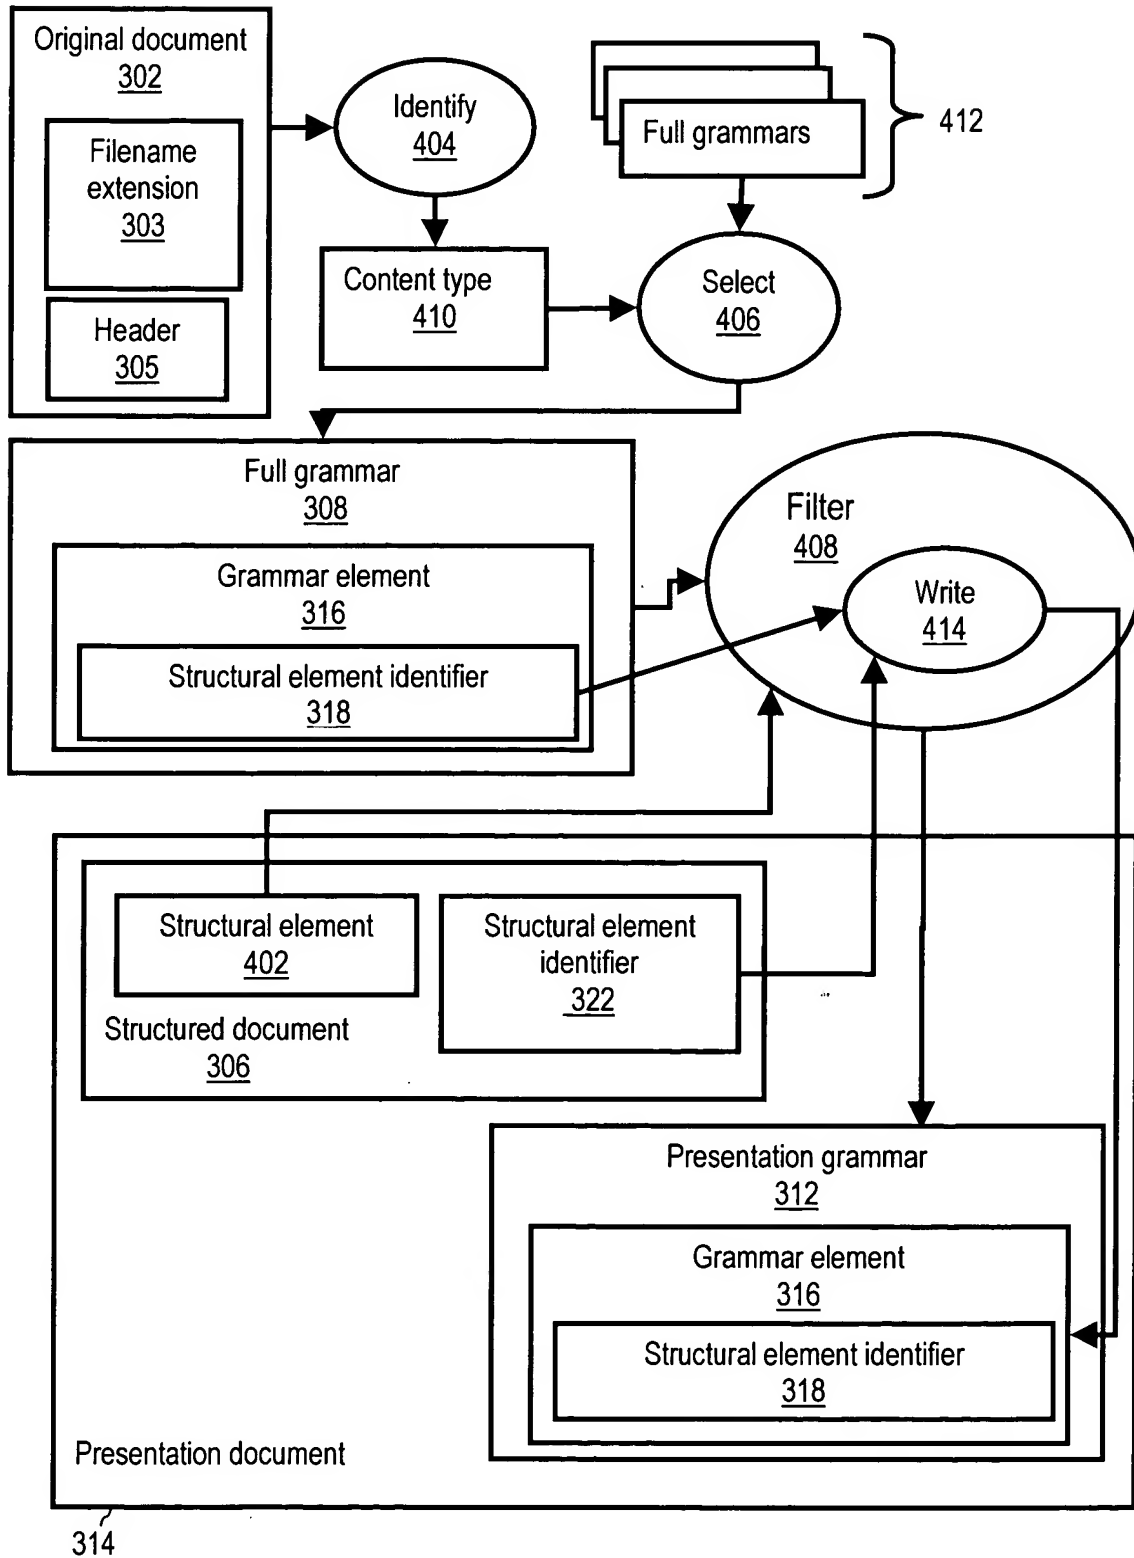 Original document
302
Filename
extension
303
Header
305
Identify
404
Full grammars
412
Content type
410
Select
406
Full grammar
308
Grammar element
316
Structural element identifier
318
Filter
408
Write
414
Structural element
402
Structural element
identifier
322
Structured document
306
Presentation grammar
312
Grammar element
316
Structural element identifier
318
Presentation document
314